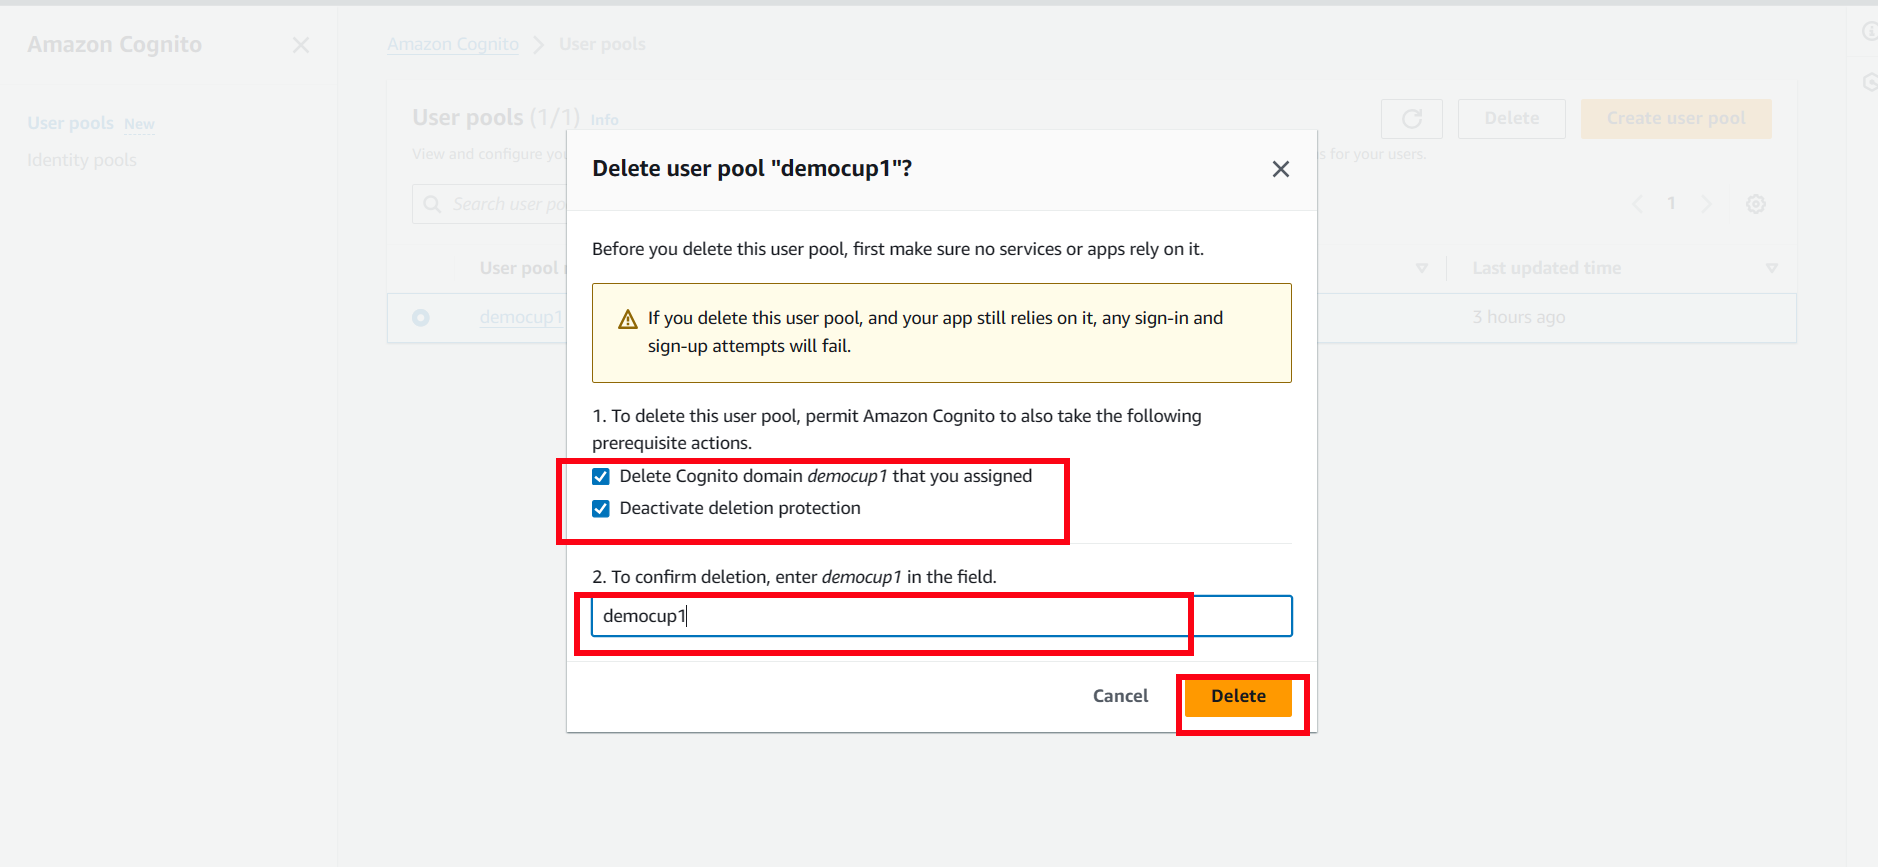 Amazon Cognito
User pools New
Identity pools
Amazon Cognito User pools
User pools (1/1) Info
Delete
Create user pool
View and configure you
s for your users.
Search user po
1
User pool
Last updated time
democup1
3 hours ago
Delete user pool "democup1"?
Before you delete this user pool, first make sure no services or apps rely on it.
If you delete this user pool, and your app still relies on it, any sign-in and
sign-up attempts will fail.
1. To delete this user pool, permit Amazon Cognito to also take the following
prerequisite actions.
Delete Cognito domain democup1 that you assigned
Deactivate deletion protection
2. To confirm deletion, enter democup1 in the field.
democup1
Cancel
Delete